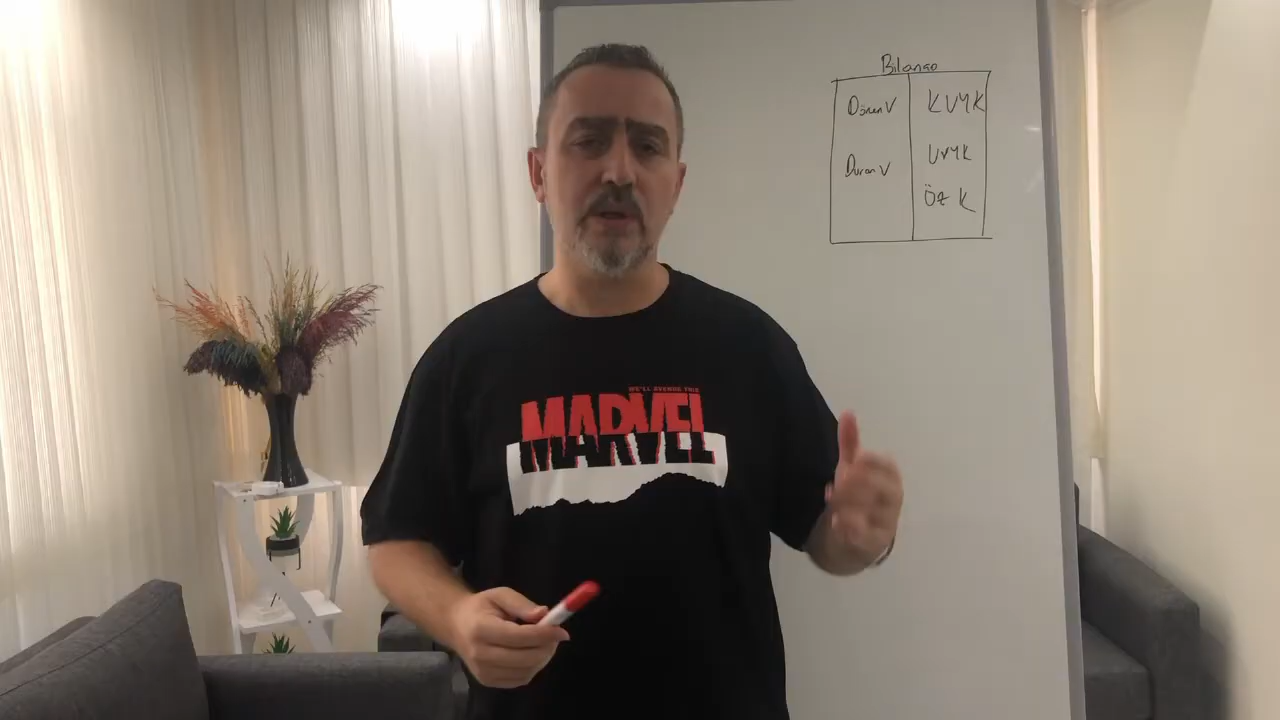 Bilanço
Dönen V
KVYK
Duran V
UVYK
ÖZ K
WE'LL AVENGE THIS
MARVEL